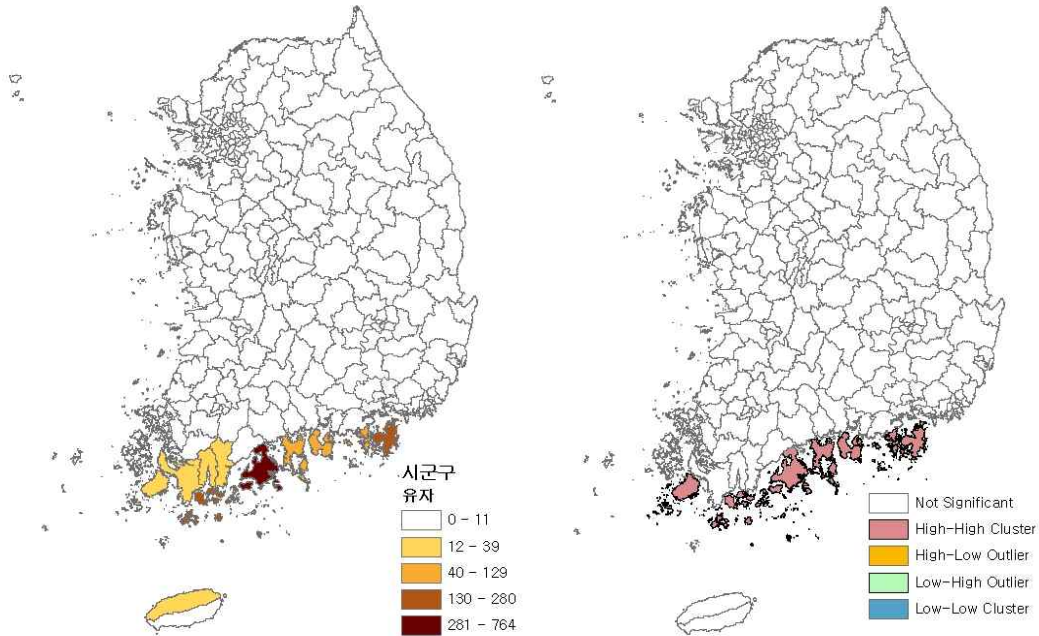 시군구
유자
0 - 11
12 - 39
40 - 129
130 - 280
281 - 764
Not Significant
High-High Cluster
High-Low Outlier
Low-High Outlier
Low-Low Cluster